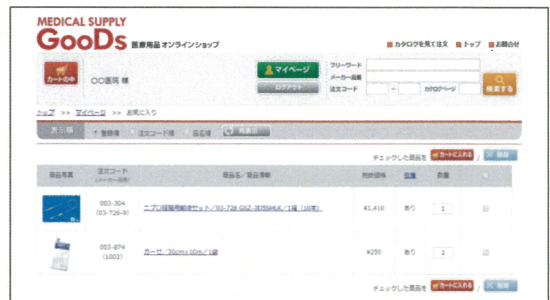 MEDICAL SUPPLY
GooDs 医療用品 オンラインショップ
カタログを見て注文 トップ お問合せ
カートの中
〇〇医院 様
マイページ
ログアウト
フリーワード
メーカー品番
注文コード - カタログページ
検索する
トップ >> マイページ >> お気に入り
表示順 登録順 注文コード順 品名順 再表示
チェックした商品を カートに入れる / 削除
商品写真 注文コード (メーカー品番) 商品名/商品情報 在庫 数量
003-304
(03-726-9)
¥1,410 あり 1
003-874
(1003)
ガーゼ/30cm×10m/1袋
¥250 あり 1
チェックした商品を カートに入れる / 削除